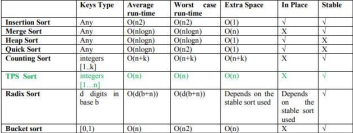 Keys Type Average run-time Worst case run-time Extra Space In Place Stable
Insertion Sort Any O(n2) O(n2) O(1) √ √
Merge Sort Any O(nlogn) O(nlogn) O(n) X √
Heap Sort Any O(nlogn) O(nlogn) O(1) √ X
Quick Sort Any O(nlogn) O(n2) O(1) √ X
Counting Sort integers [1..k] O(n+k) O(n+k) O(n+k) X √
TPS Sort integers [1...n] O(n) O(n) O(n) X √
Radix Sort d digits in base b O(d(b+n)) O(d(b+n)) Depends on the stable sort used Depends on the stable sort used √
Bucket sort [0,1) O(n) O(n2) O(n) X √